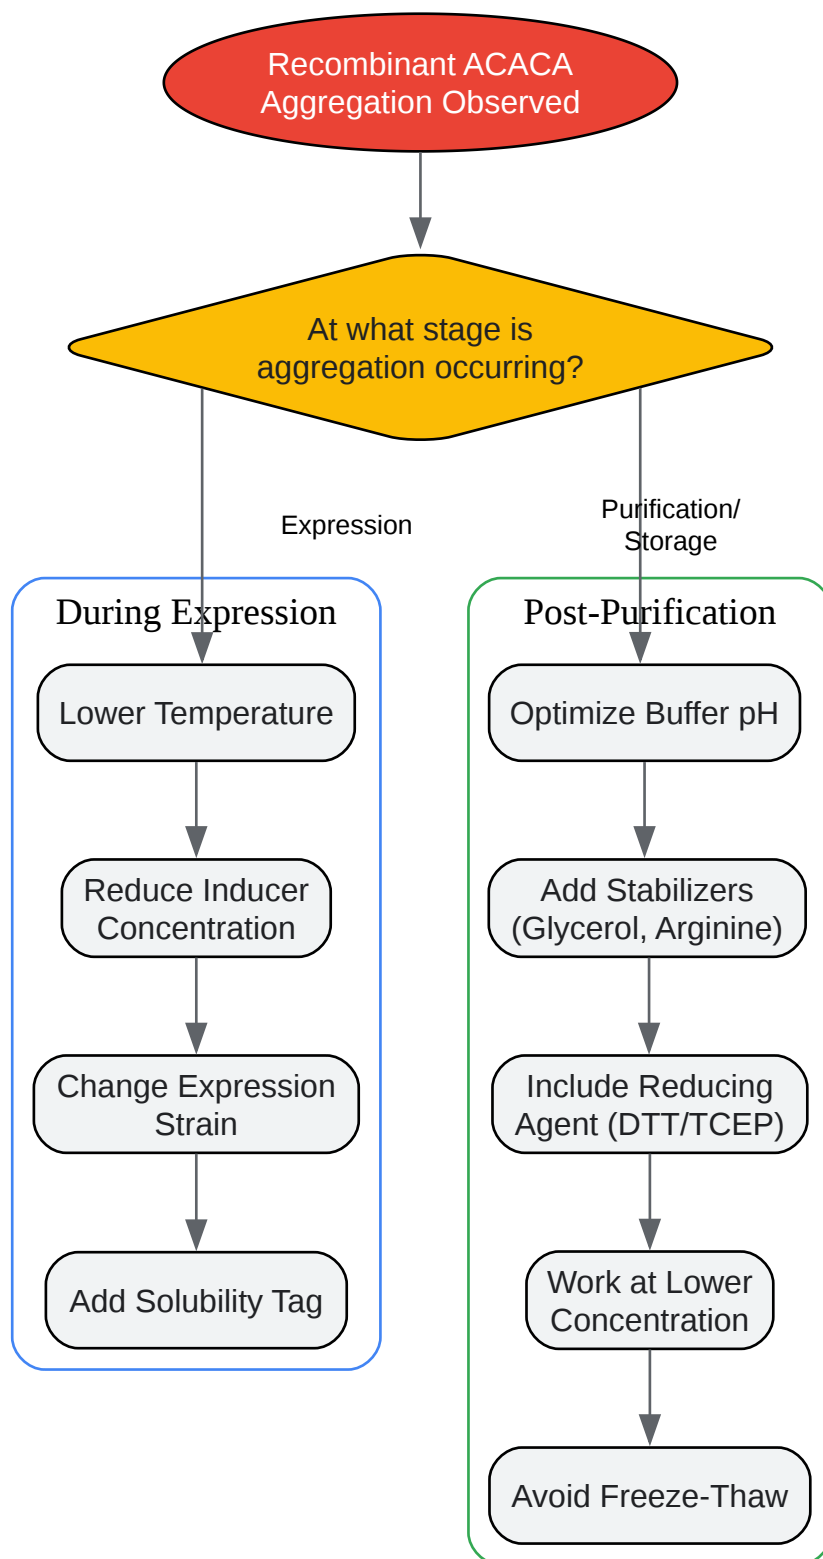 Recombinant ACACA
Aggregation Observed
At what stage is
aggregation occurring?
Expression
Purification/
Storage
During Expression
Lower Temperature
Reduce Inducer
Concentration
Change Expression
Strain
Add Solubility Tag
Post-Purification
Optimize Buffer pH
Add Stabilizers
(Glycerol, Arginine)
Include Reducing
Agent (DTT/TCEP)
Work at Lower
Concentration
Avoid Freeze-Thaw